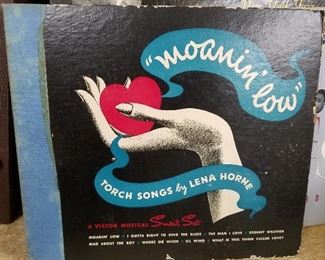 "moanin' low"
TORCH SONGS by LENA HORNE
A VICTOR MUSICAL Smart Set
MOANIN' LOW · I GOTTA RIGHT TO SING THE BLUES · THE MAN I LOVE · STORMY WEATHER
MAD ABOUT THE BOY · WHERE OR WHEN · ILL WIND · WHAT IS THIS THING CALLED LOVE?